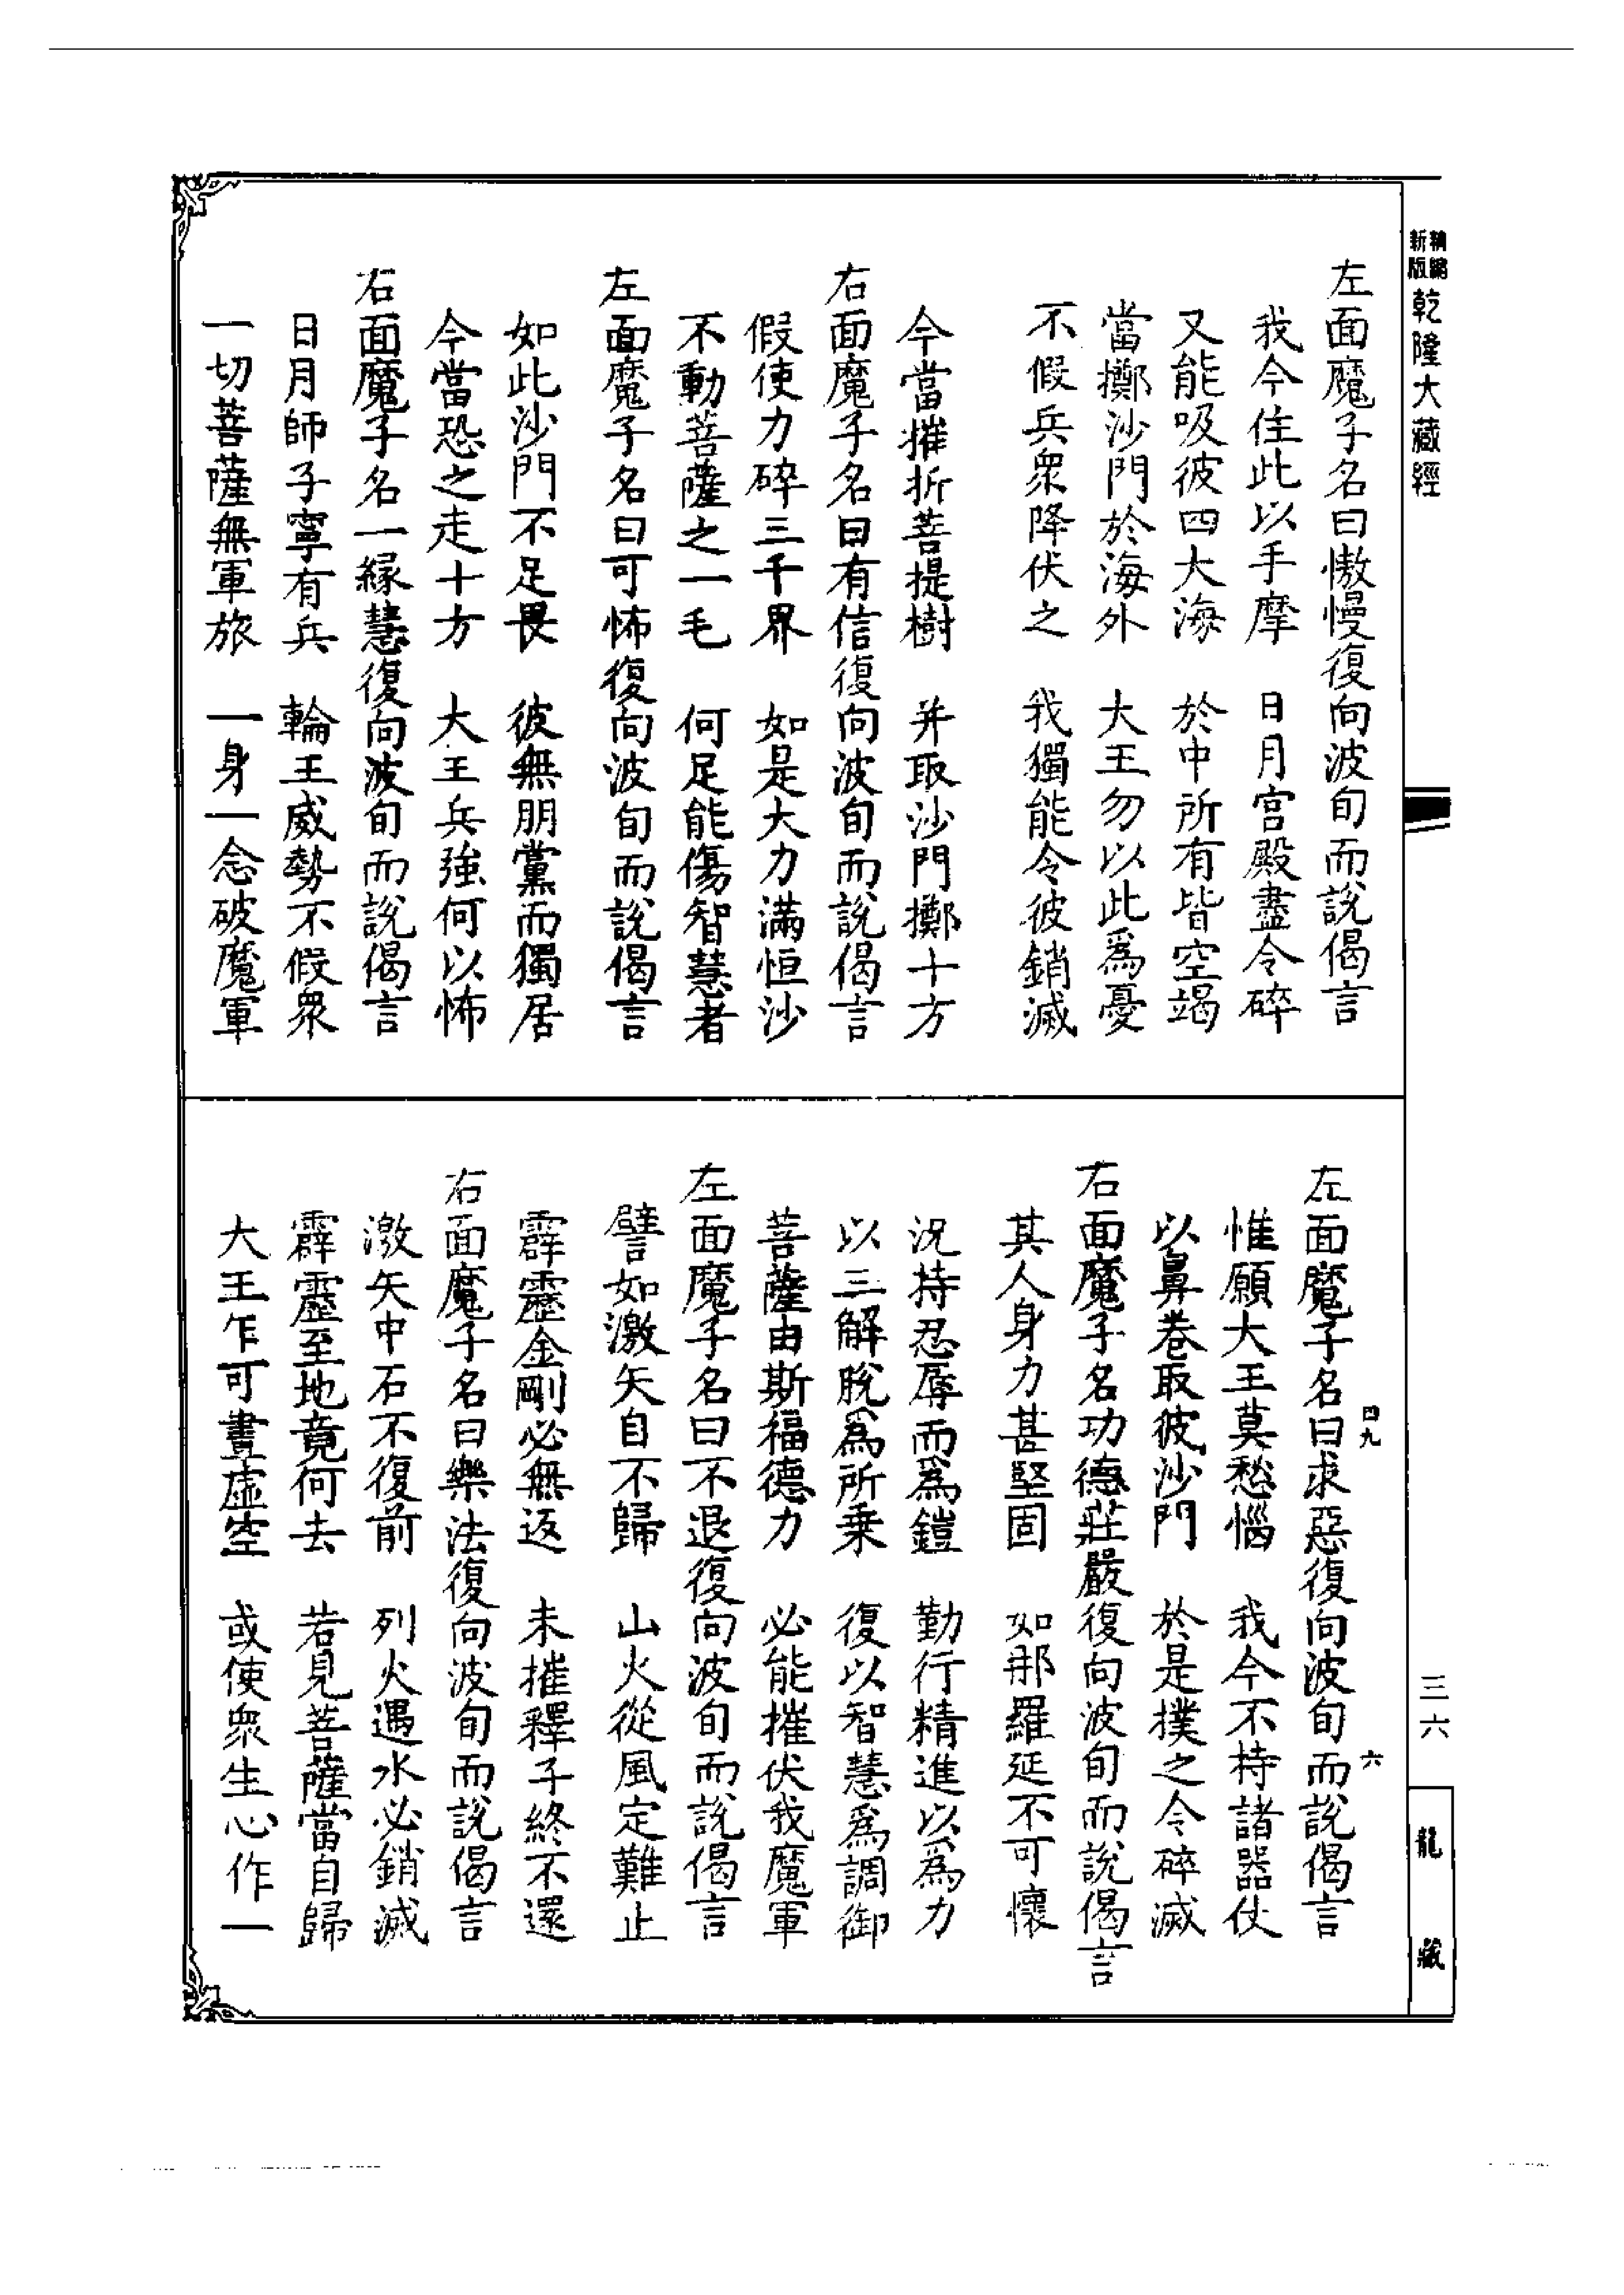 新編
新版
乾隆大藏經
三六
龍藏
左面魔子名曰慠慢復向波旬而說偈言
我今住此以手摩　日月宮殿盡令碎
又能吸彼四大海　於中所有皆空竭
當擲沙門於海外　大王勿以此為憂
不假兵衆降伏之　我獨能令彼銷滅
今當摧折菩提樹　并取沙門擲十方
右面魔子名曰有信復向波旬而說偈言
假使力碎三千界　如是大力滿恒沙
不動菩薩之一毛　何足能傷智慧者
左面魔子名曰可怖復向波旬而說偈言
如此沙門不足畏　彼無朋黨而獨居
今當恐之走十方　大王兵強何以怖
右面魔子名一緣慧復向波旬而說偈言
日月師子寧有兵　輪王威勢不假衆
一切菩薩無軍旅　一身一念破魔軍
四九
六
左面魔子名曰求惡復向波旬而說偈言
惟願大王莫愁惱　我今不持諸器仗
以鼻卷取彼沙門　於是撲之令碎滅
右面魔子名功德莊嚴復向波旬而說偈言
其人身力甚堅固　如那羅延不可懷
況持忍辱而為鎧　勤行精進以為力
以三解脫為所乗　復以智慧為調御
菩薩由斯福德力　必能摧伏我魔軍
左面魔子名曰不退復向波旬而說偈言
譬如激矢自不歸　山火從風定難止
霹靂金剛必無返　未摧釋子終不還
右面魔子名曰樂法復向波旬而說偈言
激矢中石不復前　列火遇水必銷滅
霹靂至地竟何去　若見菩薩當自歸
大王乍可畫虛空　或使衆生心作一